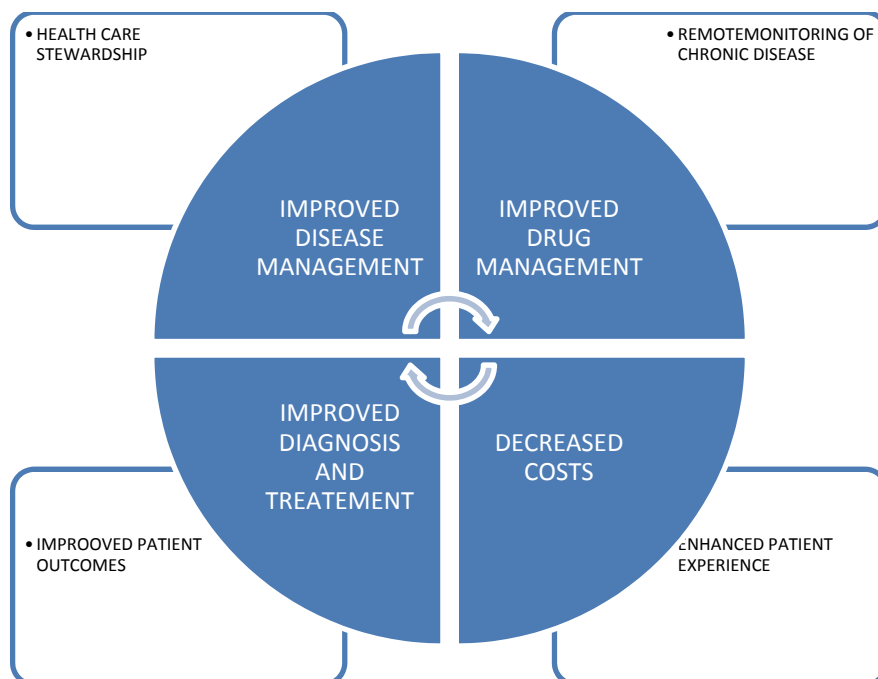 • HEALTH CARE
STEWARDSHIP
• REMOTEMONITORING OF
CHRONIC DISEASE
IMPROVED
DISEASE
MANAGEMENT
IMPROVED
DRUG
MANAGEMENT
IMPROVED
DIAGNOSIS
AND
TREATEMENT
DECREASED
COSTS
• IMPROOVED PATIENT
OUTCOMES
ENHANCED PATIENT
EXPERIENCE